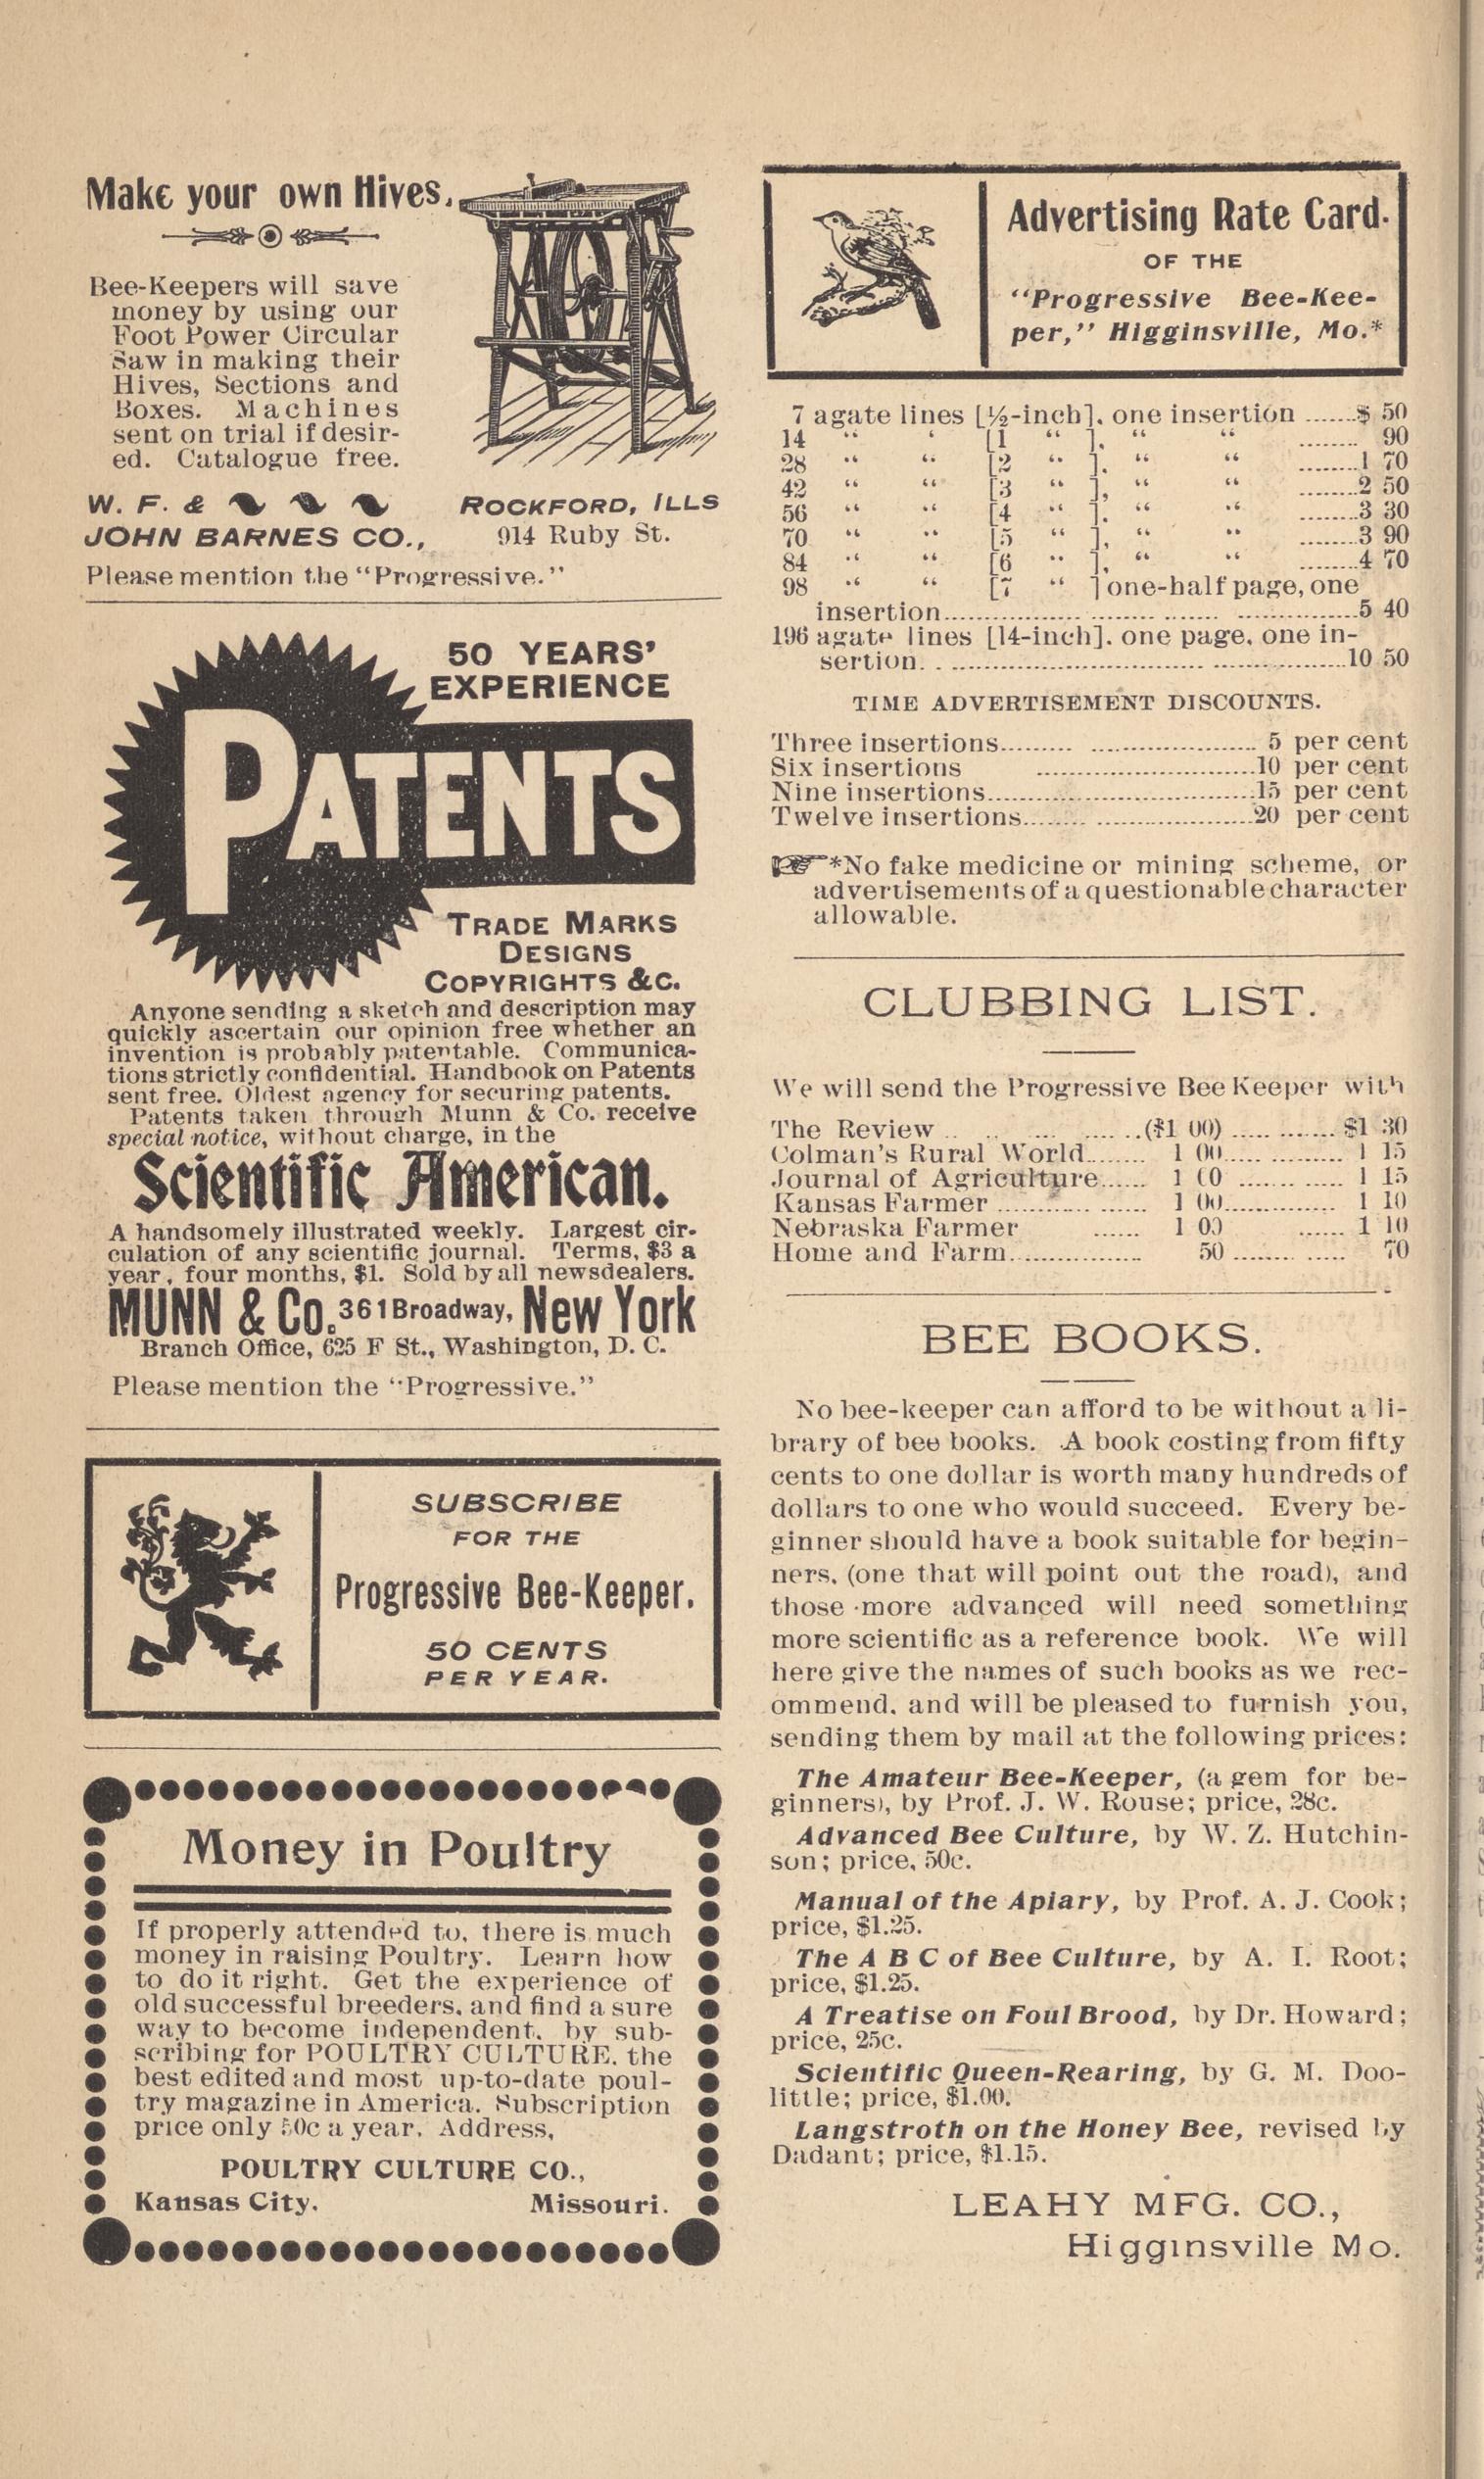 Make your own Hives.
Bee-Keepers will save
money by using our
Foot Power Circular
Saw in making their
Hives, Sections and
Boxes. Machines
sent on trial if desir-
ed. Catalogue free.
W. F. &
JOHN BARNES CO.,
ROCKFORD, ILLS
914 Ruby St.
Please mention the "Progressive."
50 YEARS'
EXPERIENCE
PATENTS
TRADE MARKS
DESIGNS
COPYRIGHTS &C.
Anyone sending a sketch and description may
quickly ascertain our opinion free whether an
invention is probably patentable. Communica-
tions strictly confidential. Handbook on Patents
sent free. Oldest agency for securing patents.
Patents taken through Munn & Co. receive
special notice, without charge, in the
Scientific American.
A handsomely illustrated weekly. Largest cir-
culation of any scientific journal. Terms, $3 a
year, four months, $1. Sold by all newsdealers.
MUNN & Co. 361 Broadway, New York
Branch Office, 625 F St., Washington, D. C.
Please mention the "Progressive."
SUBSCRIBE
FOR THE
Progressive Bee-Keeper.
50 CENTS
PER YEAR.
Money in Poultry
If properly attended to, there is much
money in raising Poultry. Learn how
to do it right. Get the experience of
old successful breeders, and find a sure
way to become independent, by sub-
scribing for POULTRY CULTURE, the
best edited and most up-to-date poul-
try magazine in America. Subscription
price only 50c a year. Address,
POULTRY CULTURE CO.,
Kansas City. Missouri.
Advertising Rate Card.
OF THE
"Progressive Bee-Kee-
per," Higginsville, Mo.*
7 agate lines [½-inch], one insertion ......$ 50
14 " " [1 " ], " " ........ 90
28 " " [2 " ], " " ........1 70
42 " " [3 " ], " " ........2 50
56 " " [4 " ], " " ........3 30
70 " " [5 " ], " " ........3 90
84 " " [6 " ], " " ........4 70
98 " " [7 " ] one-half page, one
insertion................. ........ ....... ...............5 40
196 agate lines [14-inch], one page, one in-
sertion. . .................................. ...................10 50
TIME ADVERTISEMENT DISCOUNTS.
Three insertions......... ..................... 5 per cent
Six insertions ............................10 per cent
Nine insertions...................................15 per cent
Twelve insertions........ ....................20 per cent
☞*No fake medicine or mining scheme, or
advertisements of a questionable character
allowable.
CLUBBING LIST.
We will send the Progressive Bee Keeper with
The Review .. .. ..... ..... ..($1 00) ..... ....... $1 30
Colman's Rural World....... 1 00..... ......... 1 15
Journal of Agriculture...... 1 00 ....... ..... 1 15
Kansas Farmer ............ ...... 1 00.............. 1 10
Nebraska Farmer ...... 1 00 ...... 1 10
Home and Farm................ 50 ........ ..... 70
BEE BOOKS.
No bee-keeper can afford to be without a li-
brary of bee books. A book costing from fifty
cents to one dollar is worth many hundreds of
dollars to one who would succeed. Every be-
ginner should have a book suitable for begin-
ners, (one that will point out the road), and
those more advanced will need something
more scientific as a reference book. We will
here give the names of such books as we rec-
ommend, and will be pleased to furnish you,
sending them by mail at the following prices:
The Amateur Bee-Keeper, (a gem for be-
ginners), by Prof. J. W. Rouse; price, 28c.
Advanced Bee Culture, by W. Z. Hutchin-
son; price, 50c.
Manual of the Apiary, by Prof. A. J. Cook;
price, $1.25.
The A B C of Bee Culture, by A. I. Root;
price, $1.25.
A Treatise on Foul Brood, by Dr. Howard;
price, 25c.
Scientific Queen-Rearing, by G. M. Doo-
little; price, $1.00.
Langstroth on the Honey Bee, revised by
Dadant; price, $1.15.
LEAHY MFG. CO.,
Higginsville Mo.